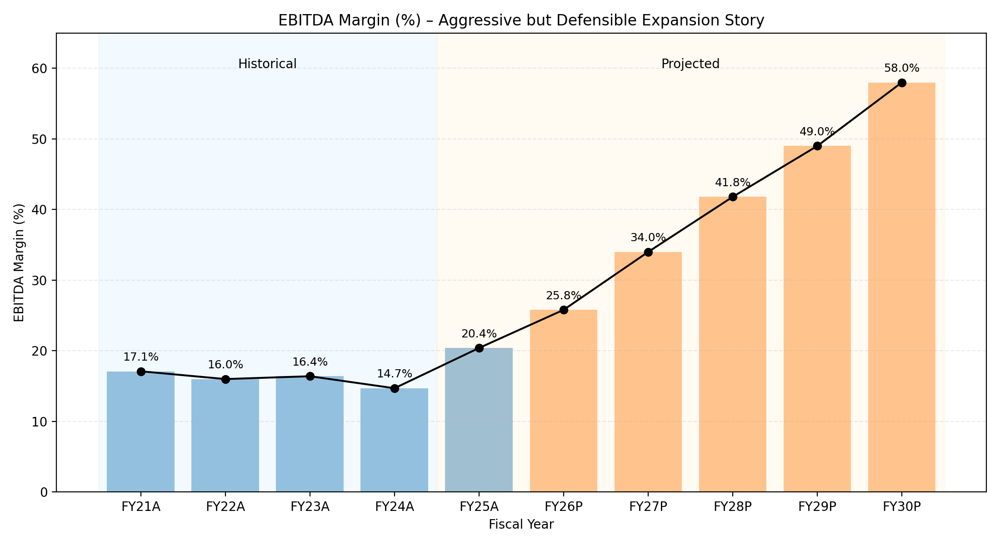 EBITDA Margin (%) – Aggressive but Defensible Expansion Story
Historical
Projected
EBITDA Margin (%)
60
50
40
30
20
10
0
17.1%
16.0%
16.4%
14.7%
20.4%
25.8%
34.0%
41.8%
49.0%
58.0%
FY21A
FY22A
FY23A
FY24A
FY25A
FY26P
FY27P
FY28P
FY29P
FY30P
Fiscal Year